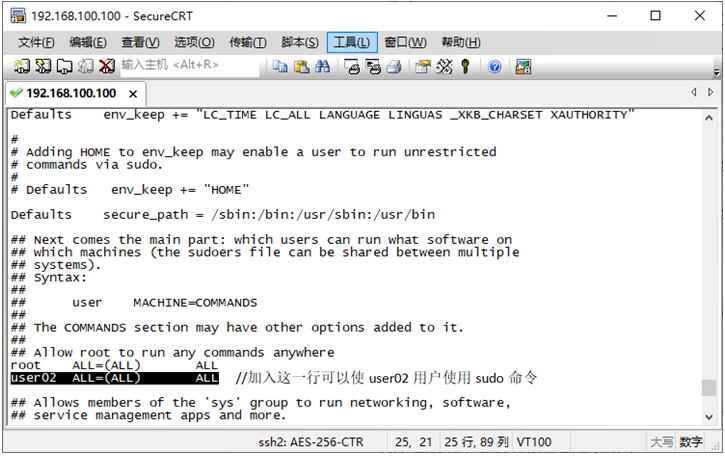 192.168.100.100 - SecureCRT
文件(F) 编辑(E) 查看(V) 选项(O) 传输(T) 脚本(S) 工具(L) 窗口(W) 帮助(H)
输入主机 <Alt+R>
192.168.100.100
Defaults    env_keep += "LC_TIME LC_ALL LANGUAGE LINGUAS _XKB_CHARSET XAUTHORITY"
#
# Adding HOME to env_keep may enable a user to run unrestricted
# commands via sudo.
#
# Defaults   env_keep += "HOME"
Defaults    secure_path = /sbin:/bin:/usr/sbin:/usr/bin
## Next comes the main part: which users can run what software on
## which machines (the sudoers file can be shared between multiple
## systems).
## Syntax:
##
##      user    MACHINE=COMMANDS
##
## The COMMANDS section may have other options added to it.
##
## Allow root to run any commands anywhere
root    ALL=(ALL)       ALL
user02  ALL=(ALL)       ALL  //加入这一行可以使 user02 用户使用 sudo 命令
## Allows members of the 'sys' group to run networking, software,
## service management apps and more.
ssh2: AES-256-CTR 25, 21 25 行, 89 列 VT100 大写 数字